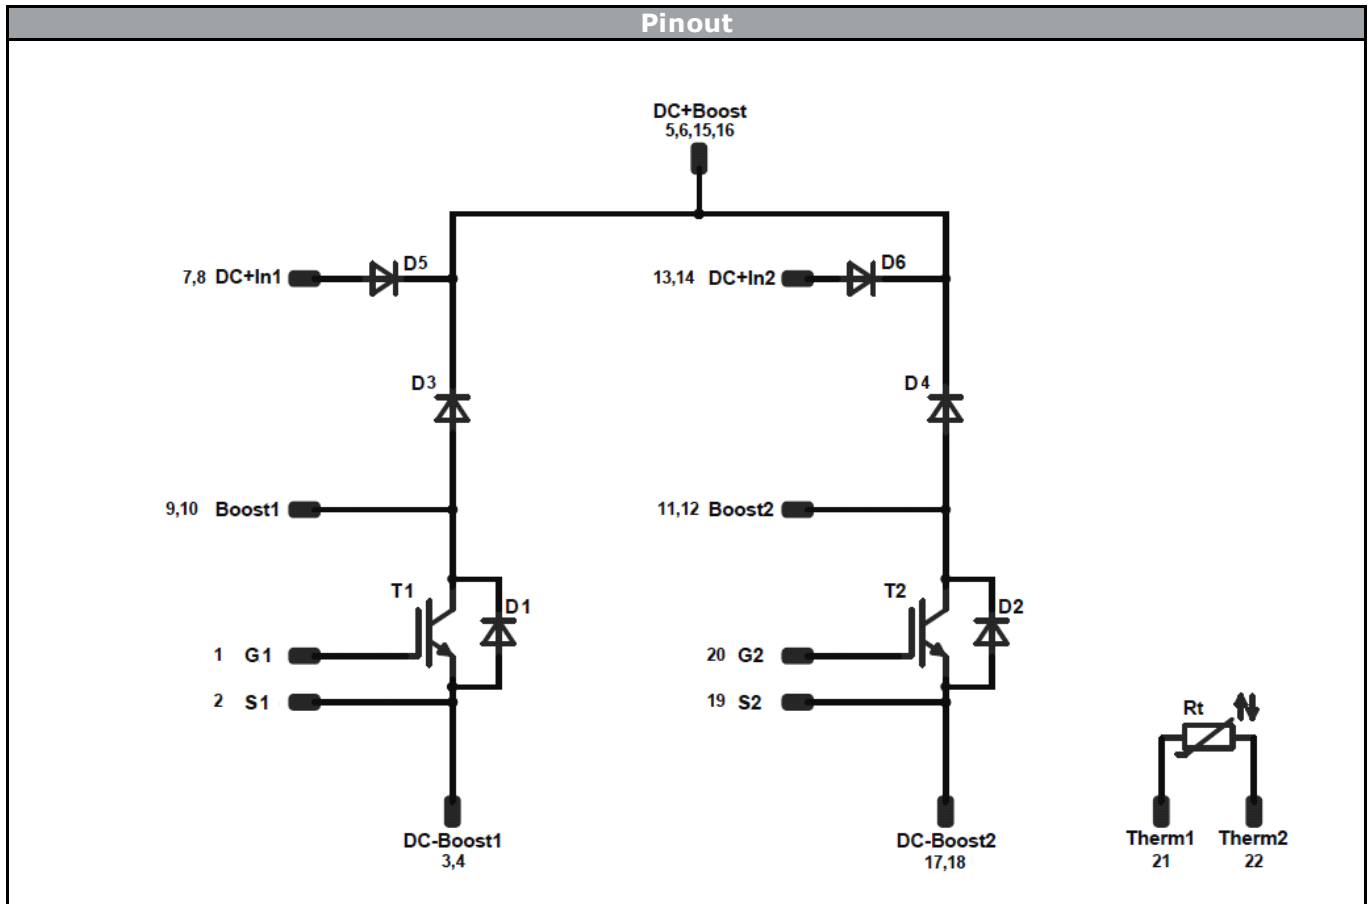 Pinout
DC+Boost
5,6,15,16
7,8 DC+In1
D5
13,14 DC+In2
D6
D3
D4
9,10 Boost1
11,12 Boost2
T1
D1
T2
D2
1 G1
20 G2
2 S1
19 S2
Rt
DC-Boost1
3,4
DC-Boost2
17,18
Therm1
21
Therm2
22